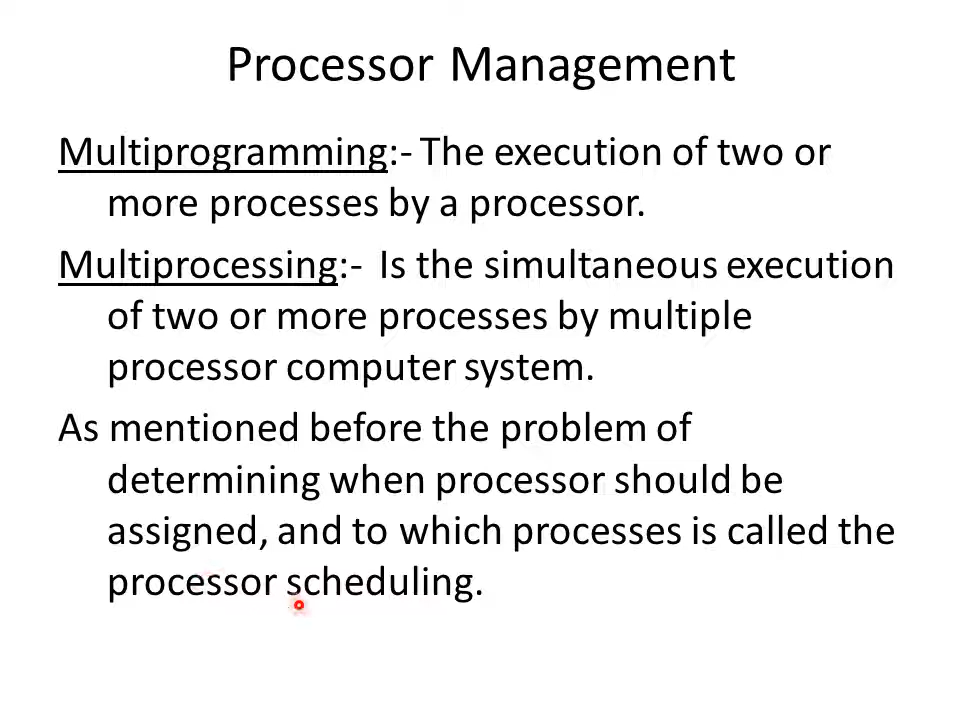 Processor Management
Multiprogramming:- The execution of two or
more processes by a processor.
Multiprocessing:- Is the simultaneous execution
of two or more processes by multiple
processor computer system.
As mentioned before the problem of
determining when processor should be
assigned, and to which processes is called the
processor scheduling.